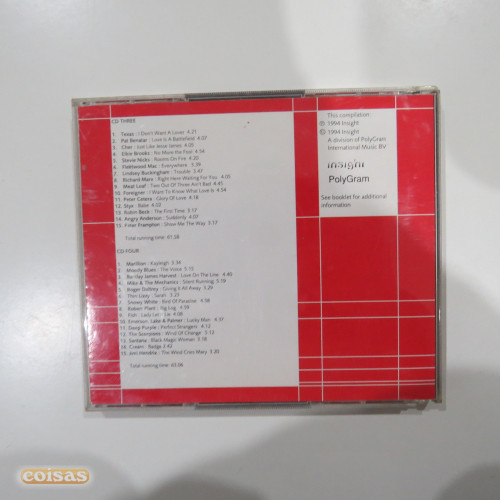 CD THREE
1. Texas : I Don't Want A Lover 4.21
2. Pat Benatar : Love Is A Battlefield 4.07
3. Cher : Just Like Jesse James 4.05
4. Elkie Brooks : No More the Fool 4.34
5. Stevie Nicks : Rooms On Fire 4.20
6. Fleetwood Mac : Everywhere 3.39
7. Lindsey Buckingham : Trouble 3.47
8. Richard Marx : Right Here Waiting For You 4.05
9. Meat Loaf : Two Out Of Three Ain't Bad 4.45
10. Foreigner : I Want To Know What Love Is 4.54
11. Peter Cetera : Glory Of Love 4.18
12. Styx : Babe 4.02
13. Robin Beck : The First Time 3.17
14. Angry Anderson : Suddenly 4.07
15. Peter Frampton : Show Me The Way 3.17
Total running time: 61.58
CD FOUR
1. Marillion : Kayleigh 3.34
2. Moody Blues : The Voice 5.15
3. Barclay James Harvest : Love On The Line 4.40
4. Mike & The Mechanics : Silent Running 5.19
5. Roger Daltrey : Giving It All Away 3.29
6. Thin Lizzy : Sarah 3.23
7. Snowy White : Bird Of Paradise 4.58
8. Robert Plant : Big Log 4.59
9. Fish : Lady Let It Lie 4.08
10. Emerson Lake & Palmer : Lucky Man 4.07
11. Deep Purple : Perfect Strangers 4.12
12. The Scorpions : Wind Of Change 5.13
13. Santana : Black Magic Woman 3.18
14. Cream : Badge 2.42
15. Jimi Hendrix : The Wind Cries Mary 3.20
Total running time: 63.06
This compilation
℗ 1994 Insight
© 1994 Insight
A division of PolyGram
International Music BV
insight
PolyGram
See booklet for additional
information
coisas